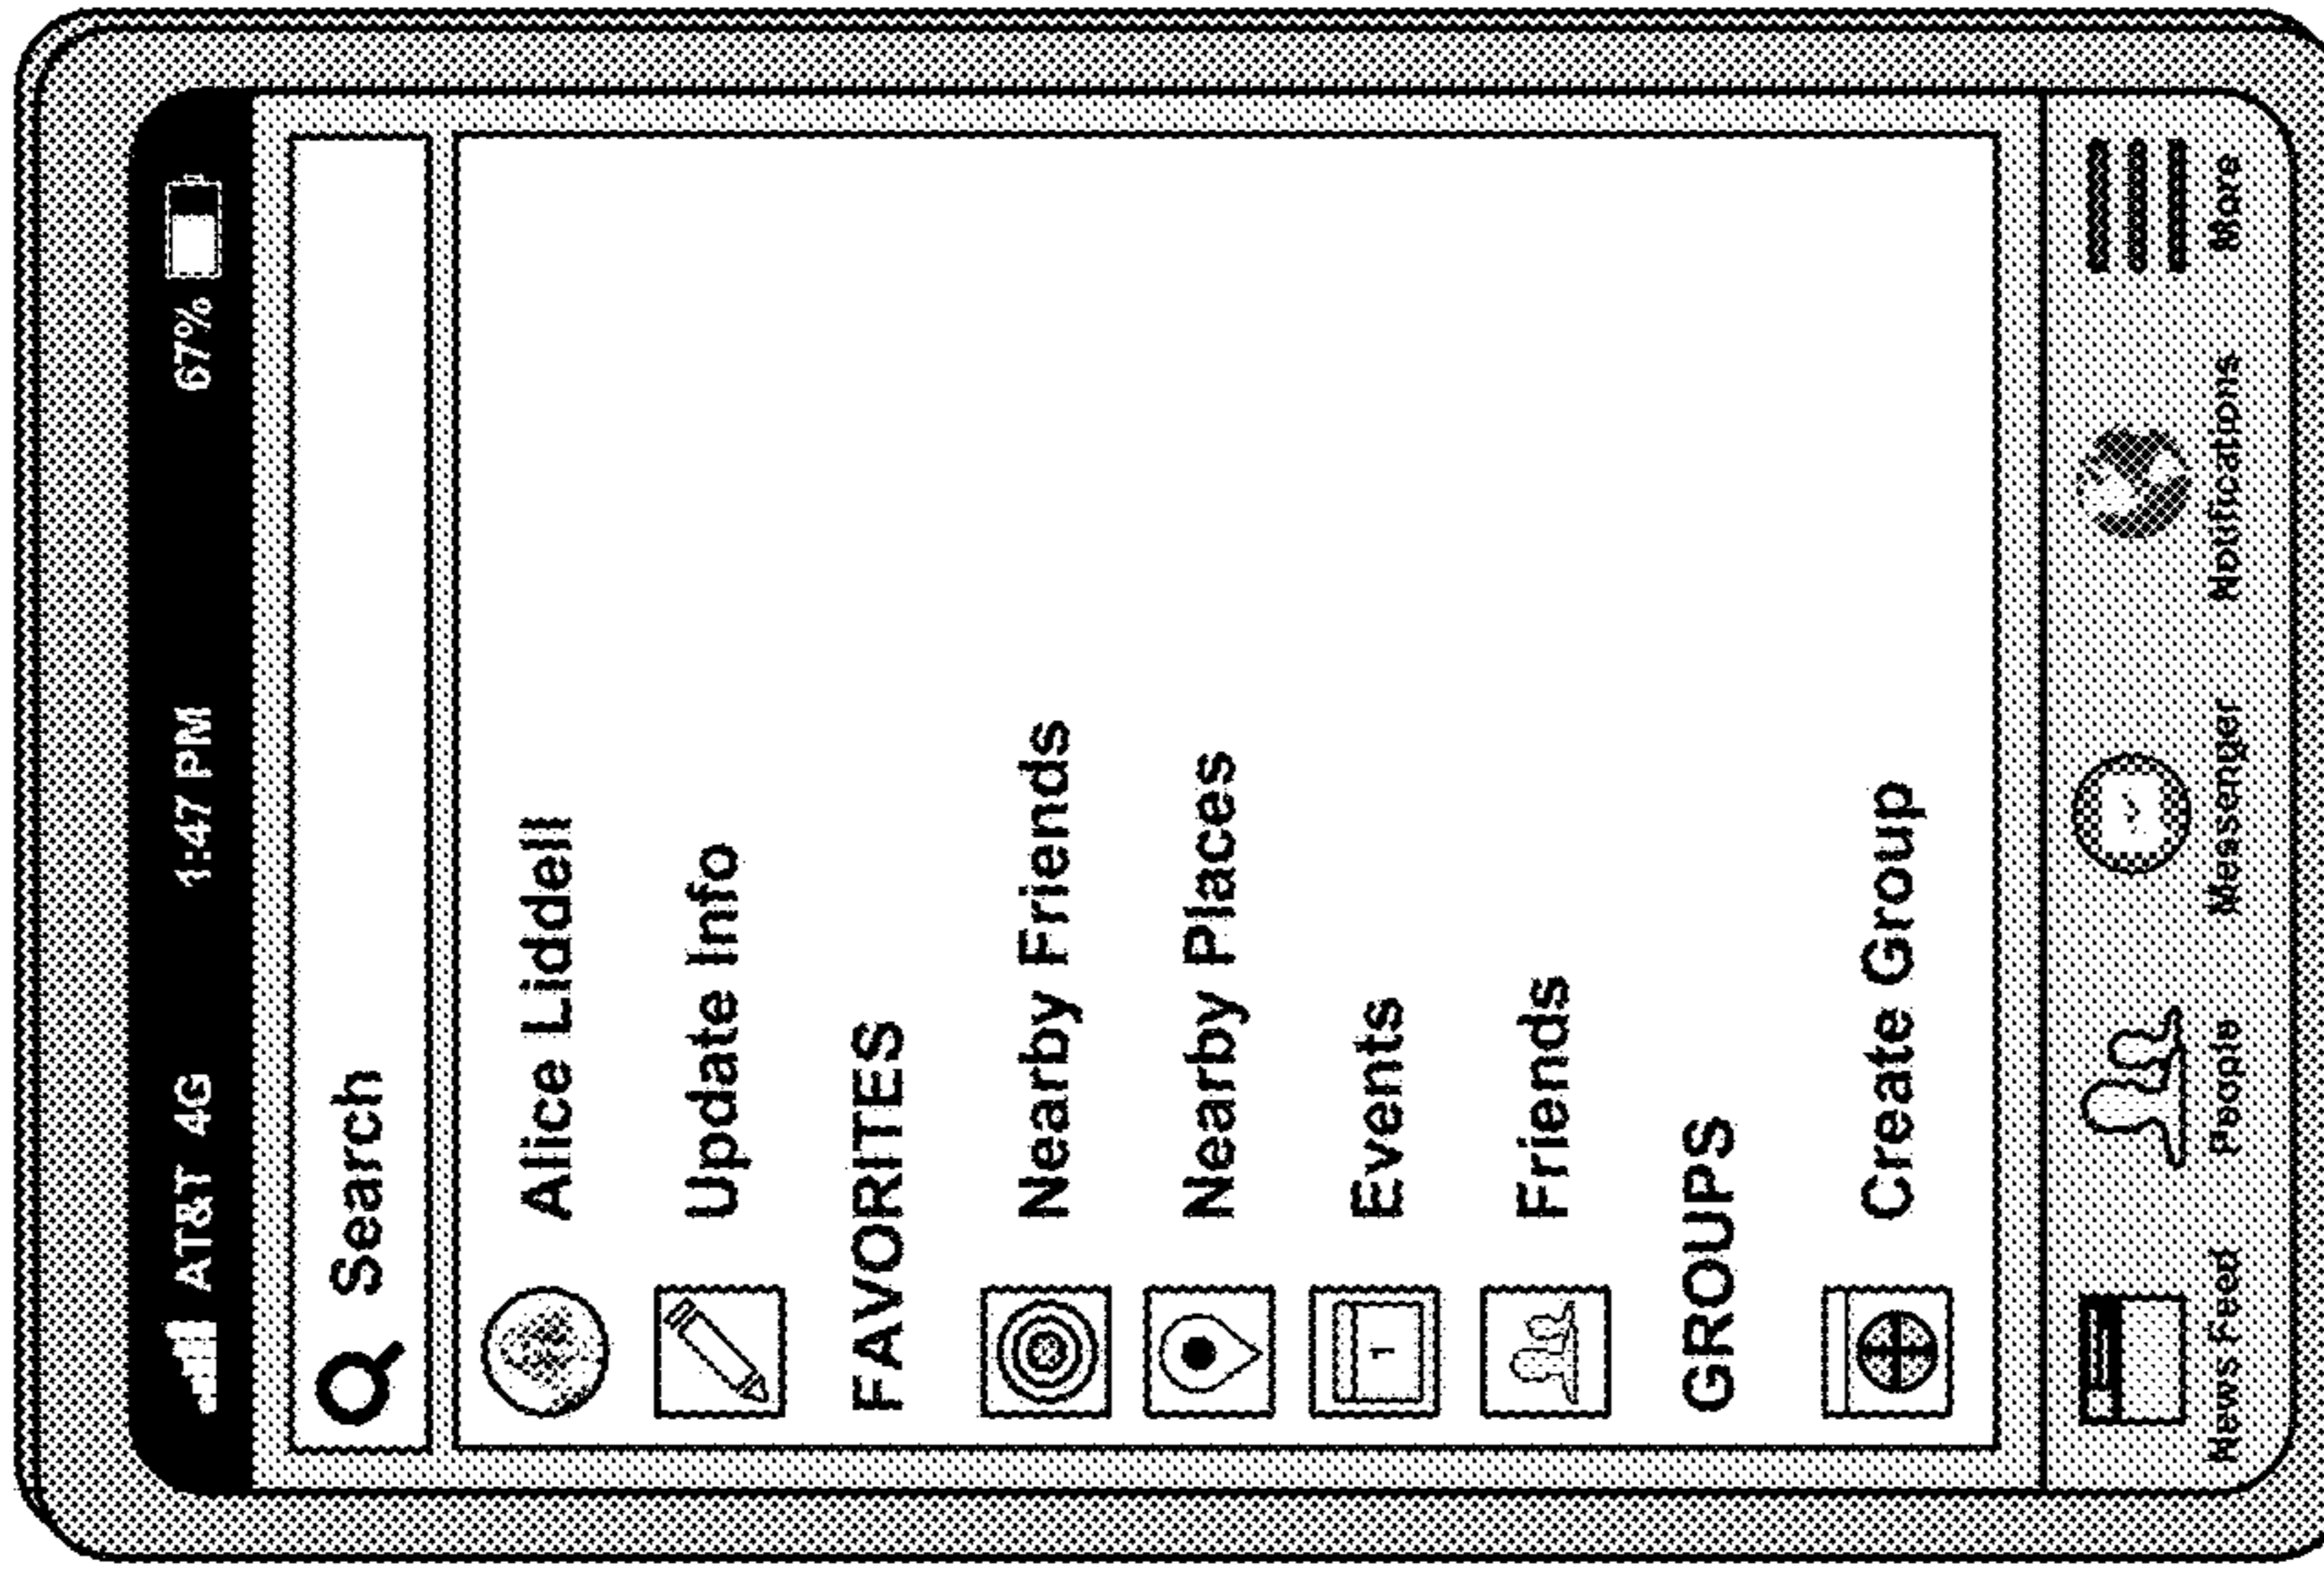 AT&T 4G 1:47 PM 67%
Search
Alice Liddell
Update Info
FAVORITES
Nearby Friends
Nearby Places
1 Events
Friends
GROUPS
Create Group
News Feed People Messenger Notifications More